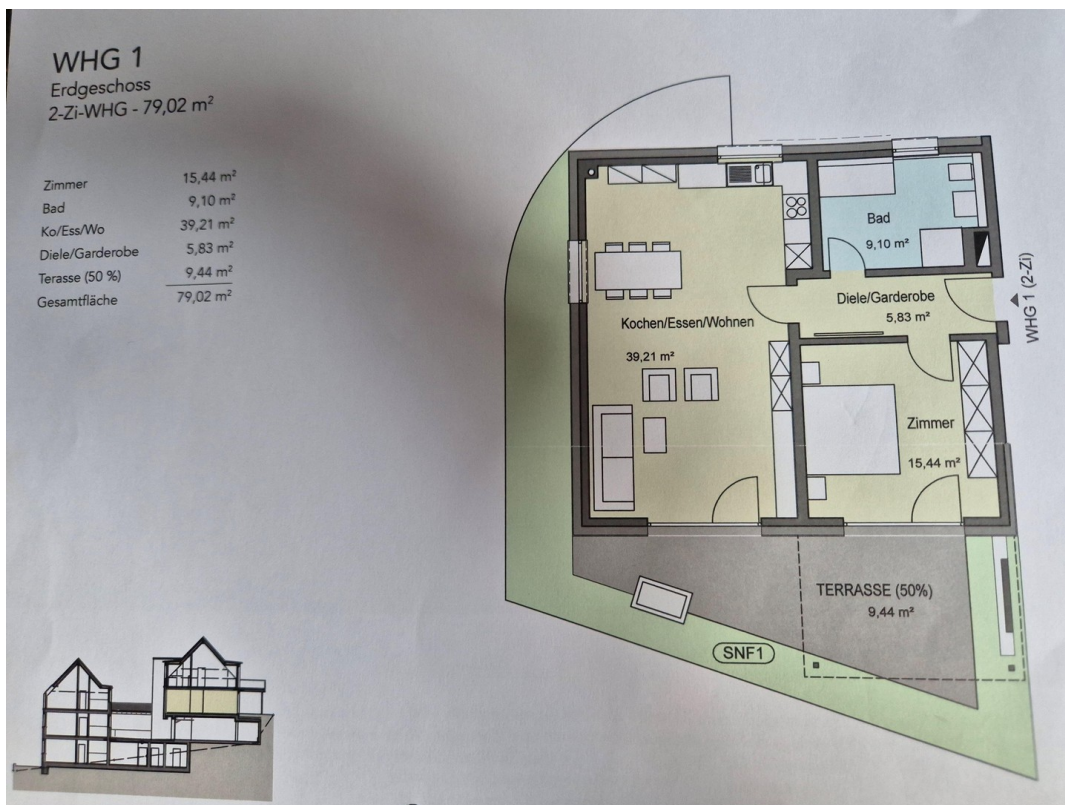 WHG 1
Erdgeschoss
2-Zi-WHG - 79,02 m²
Zimmer 15,44 m²
Bad 9,10 m²
Ko/Ess/Wo 39,21 m²
Diele/Garderobe 5,83 m²
Terasse (50 %) 9,44 m²
Gesamtfläche 79,02 m²
Bad
9,10 m²
Diele/Garderobe
5,83 m²
WHG 1 (2-Zi)
Kochen/Essen/Wohnen
39,21 m²
Zimmer
15,44 m²
TERRASSE (50%)
9,44 m²
SNF1